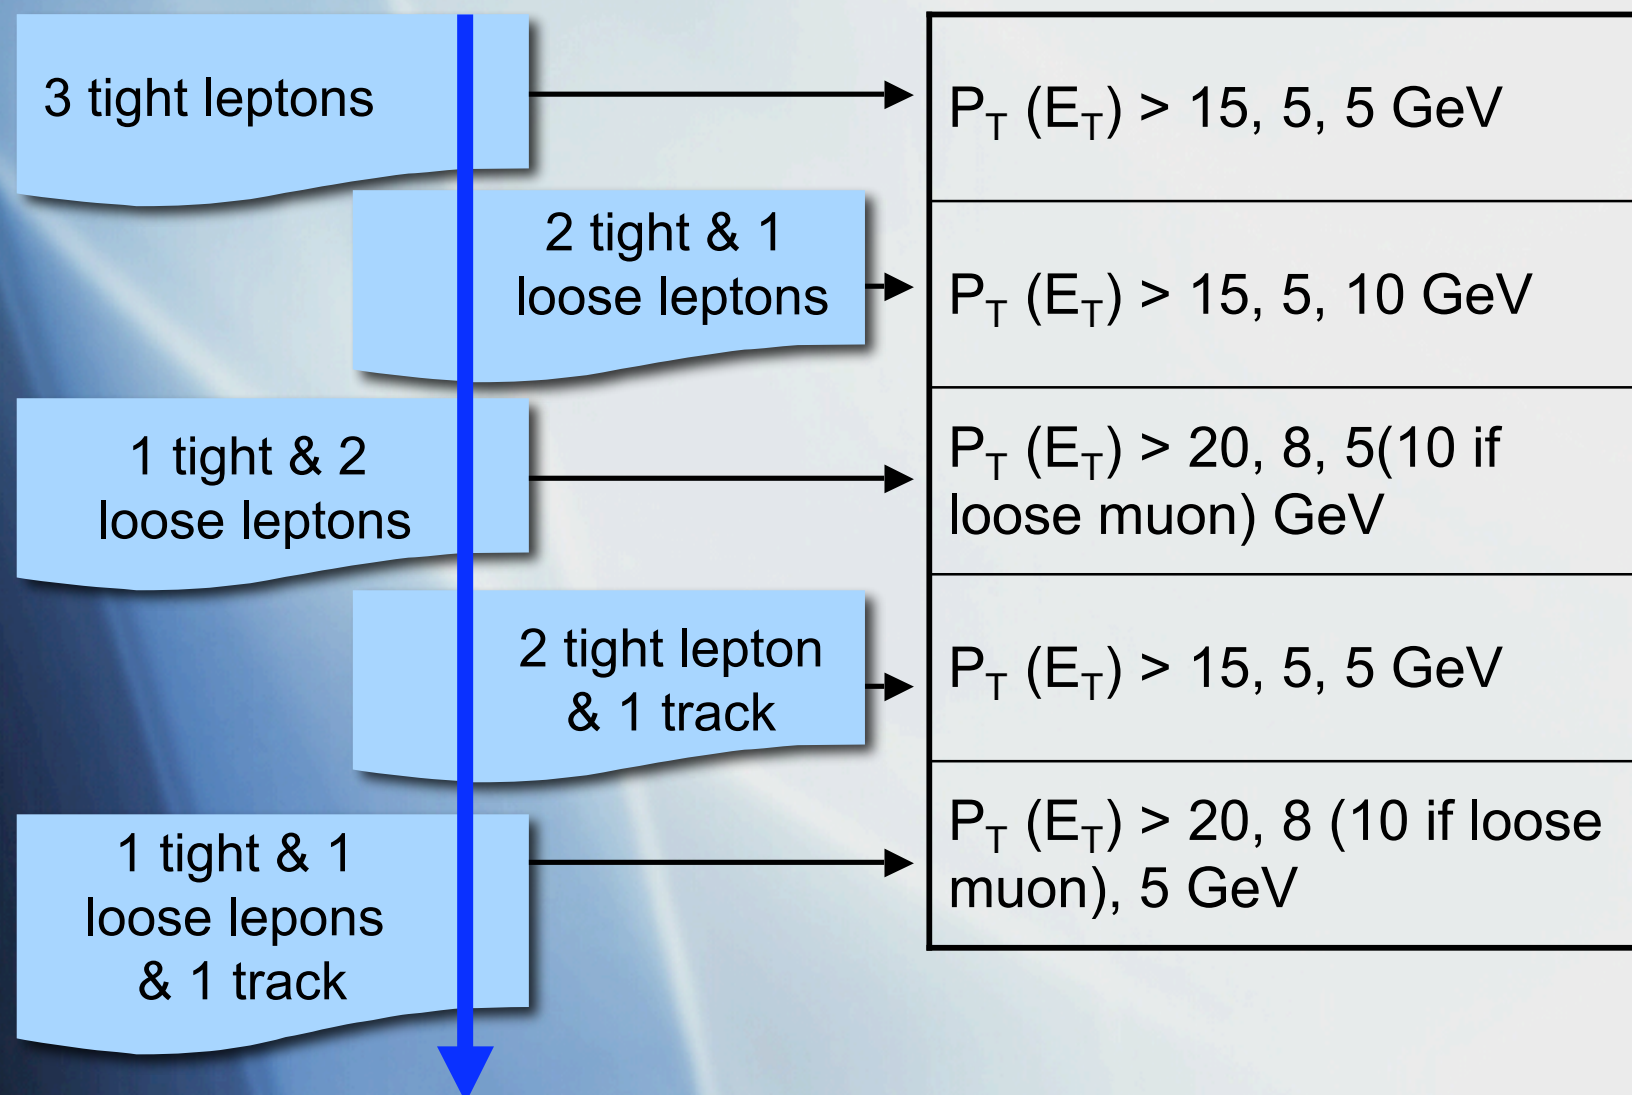 3 tight leptons
P_T (E_T) > 15, 5, 5 GeV
2 tight & 1
loose leptons
P_T (E_T) > 15, 5, 10 GeV
1 tight & 2
loose leptons
P_T (E_T) > 20, 8, 5(10 if
loose muon) GeV
2 tight lepton
& 1 track
P_T (E_T) > 15, 5, 5 GeV
1 tight & 1
loose lepons
& 1 track
P_T (E_T) > 20, 8 (10 if loose
muon), 5 GeV